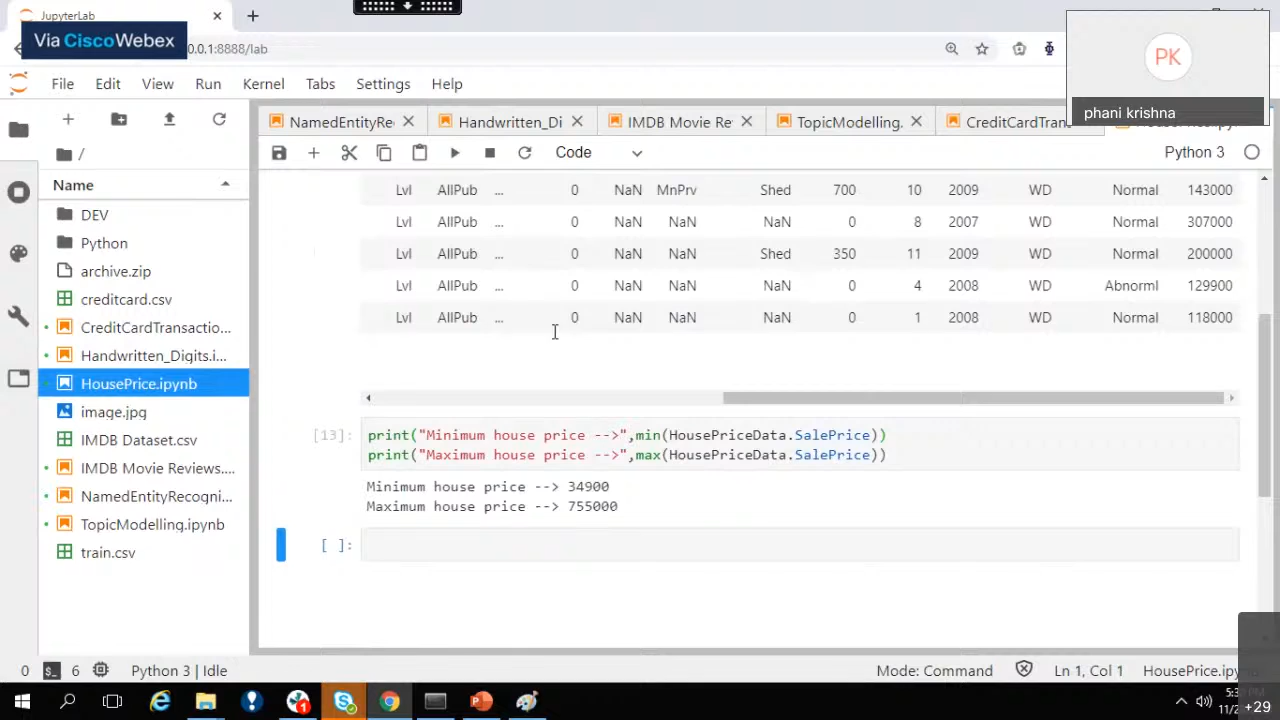 JupyterLab
Via Cisco Webex
0.0.1:8888/lab
PK
phani krishna
File Edit View Run Kernel Tabs Settings Help
NamedEntityRe Handwritten_Di IMDB Movie Re TopicModelling. CreditCardTrans
Code
Python 3
/
Name
DEV
Python
archive.zip
creditcard.csv
CreditCardTransactio...
Handwritten_Digits.i...
HousePrice.ipynb
image.jpg
IMDB Dataset.csv
IMDB Movie Reviews....
NamedEntityRecogni...
TopicModelling.ipynb
train.csv
Lvl AllPub ... 0 NaN MnPrv Shed 700 10 2009 WD Normal 143000
Lvl AllPub ... 0 NaN NaN NaN 0 8 2007 WD Normal 307000
Lvl AllPub ... 0 NaN NaN Shed 350 11 2009 WD Normal 200000
Lvl AllPub ... 0 NaN NaN NaN 0 4 2008 WD Abnorml 129900
Lvl AllPub ... 0 NaN NaN NaN 0 1 2008 WD Normal 118000
[13]: print("Minimum house price -->",min(HousePriceData.SalePrice))
print("Maximum house price -->",max(HousePriceData.SalePrice))
Minimum house price --> 34900
Maximum house price --> 755000
[ ]:
0 $_ 6 Python 3 | Idle Mode: Command Ln 1, Col 1 HousePrice.ipy
1
+29